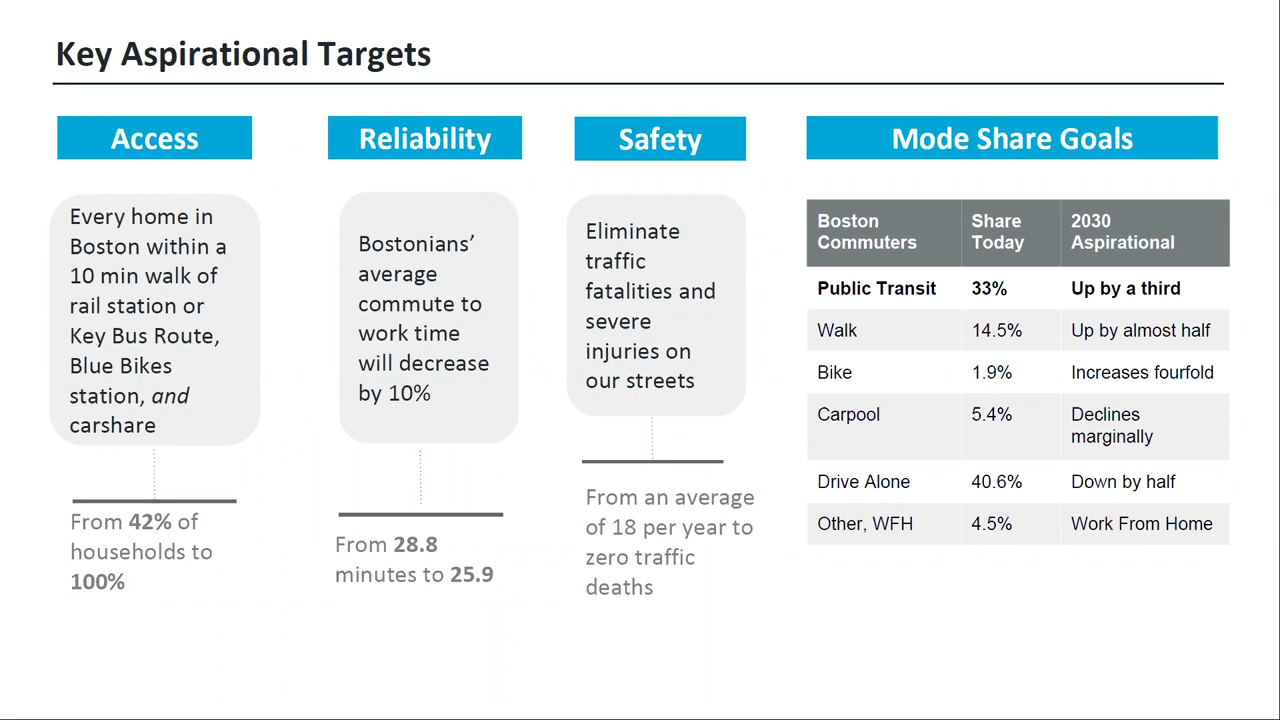 Key Aspirational Targets
Access
Every home in
Boston within a
10 min walk of
rail station or
Key Bus Route,
Blue Bikes
station, and
carshare
From 42% of
households to
100%
Reliability
Bostonians’
average
commute to
work time
will decrease
by 10%
From 28.8
minutes to 25.9
Safety
Eliminate
traffic
fatalities and
severe
injuries on
our streets
From an average
of 18 per year to
zero traffic
deaths
Mode Share Goals
Boston Commuters Share Today 2030 Aspirational
Public Transit 33% Up by a third
Walk 14.5% Up by almost half
Bike 1.9% Increases fourfold
Carpool 5.4% Declines marginally
Drive Alone 40.6% Down by half
Other, WFH 4.5% Work From Home